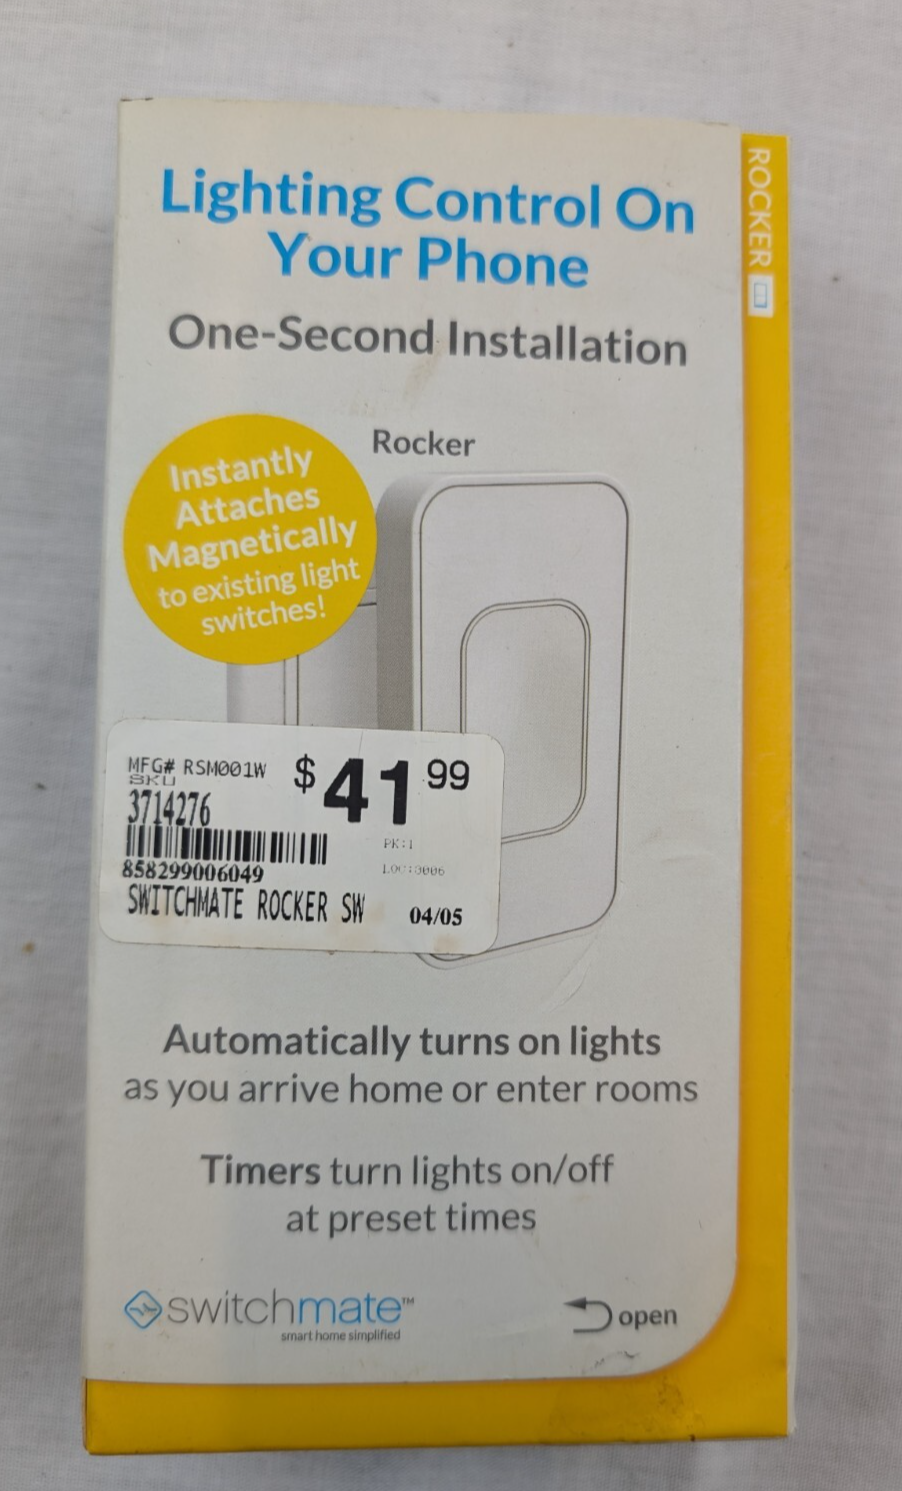 Lighting Control On
Your Phone
One-Second Installation
ROCKER
Rocker
Instantly
Attaches
Magnetically
to existing light
switches!
MFG# RSM001W
$41.99
SKU
3714276
PK:1
858299006049
LOC:3006
SWITCHMATE ROCKER SW
04/05
Automatically turns on lights
as you arrive home or enter rooms
Timers turn lights on/off
at preset times
switchmate™
smart home simplified
open